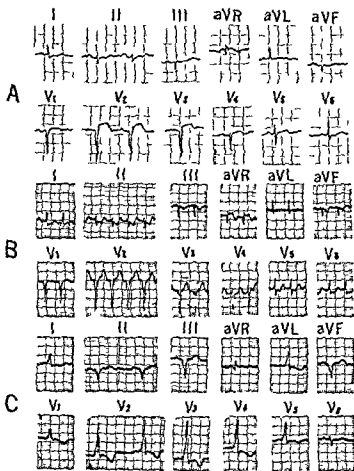 I II III aVR aVL aVF
A
V1 V2 V3 V4 V5 V6
I II III aVR aVL aVF
B
V1 V2 V3 V4 V5 V6
I II III aVR aVL aVF
C
V1 V2 V3 V4 V5 V6